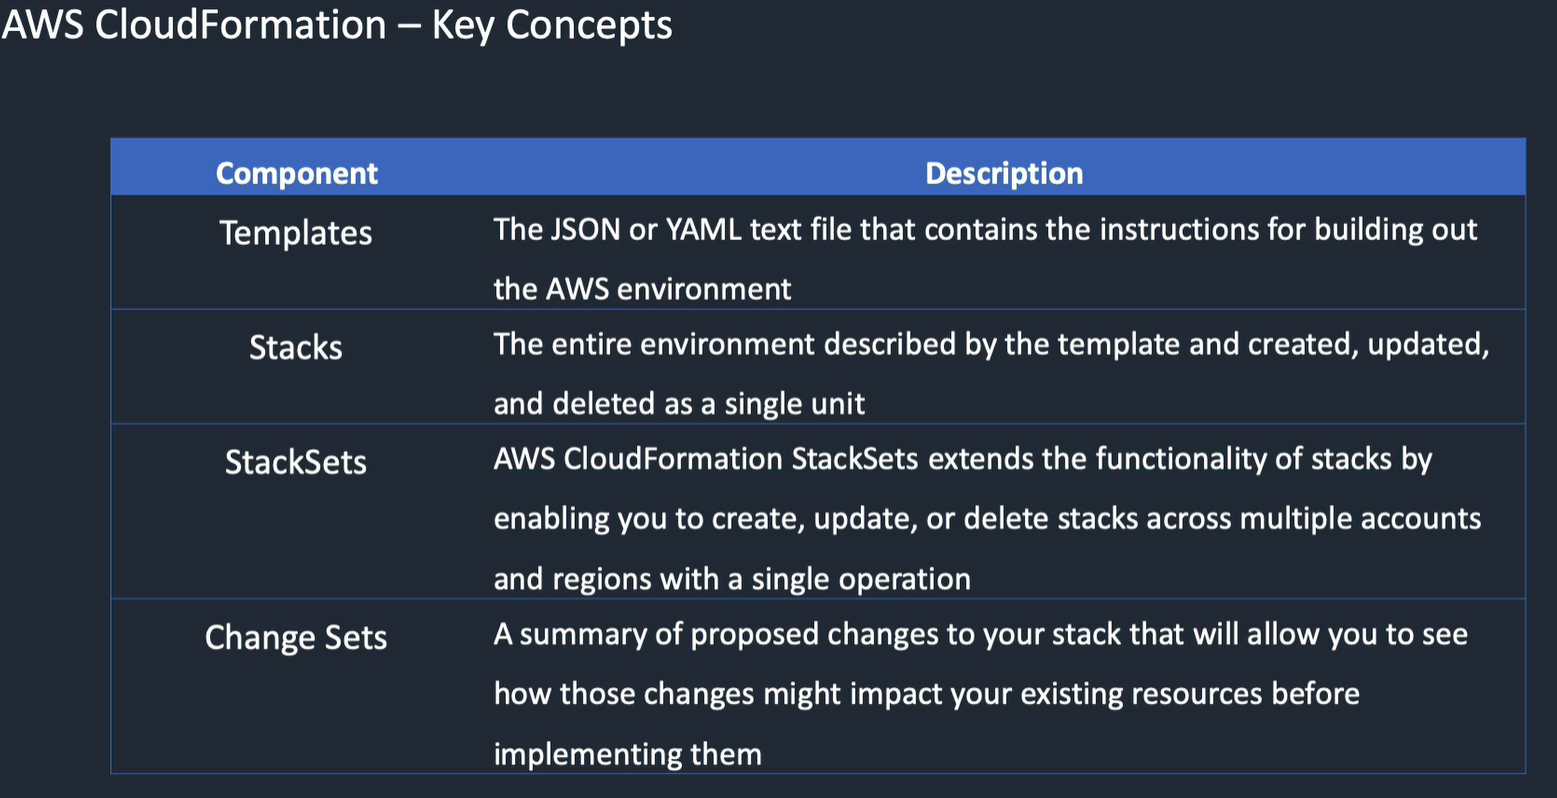 AWS CloudFormation – Key Concepts
Component
Description
Templates
The JSON or YAML text file that contains the instructions for building out
the AWS environment
Stacks
The entire environment described by the template and created, updated,
and deleted as a single unit
StackSets
AWS CloudFormation StackSets extends the functionality of stacks by
enabling you to create, update, or delete stacks across multiple accounts
and regions with a single operation
Change Sets
A summary of proposed changes to your stack that will allow you to see
how those changes might impact your existing resources before
implementing them